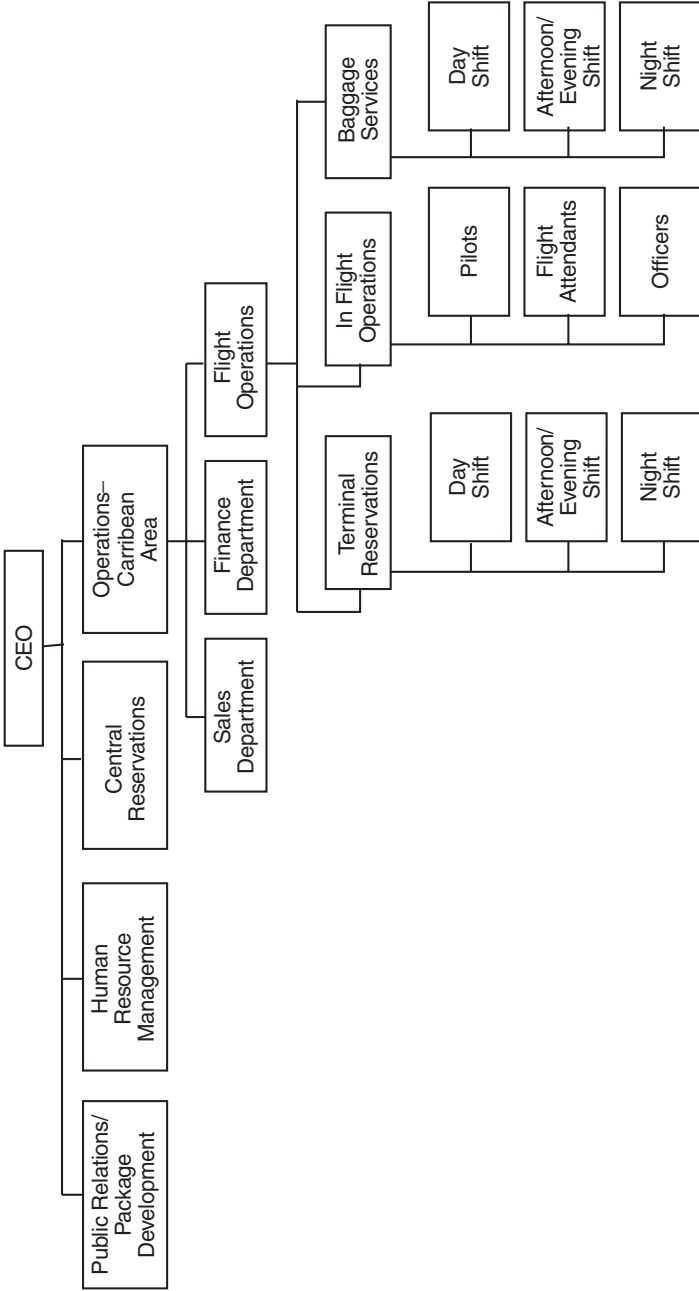 CEO
Public Relations/
Package
Development
Human
Resource
Management
Central
Reservations
Operations–
Carribean
Area
Sales
Department
Finance
Department
Flight
Operations
Terminal
Reservations
In Flight
Operations
Baggage
Services
Day
Shift
Afternoon/
Evening
Shift
Night
Shift
Pilots
Flight
Attendants
Officers
Day
Shift
Afternoon/
Evening
Shift
Night
Shift